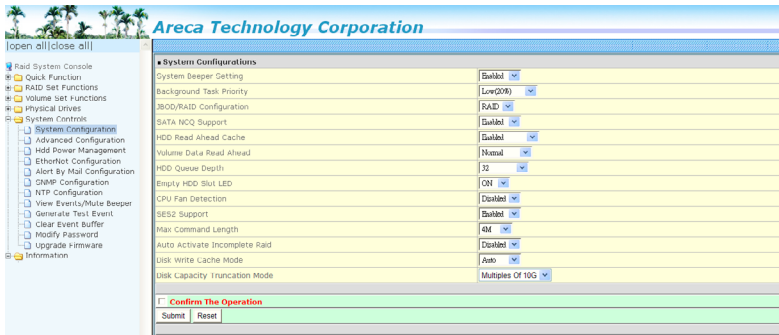 Areca Technology Corporation
|open all|close all|
Raid System Console
Quick Function
RAID Set Functions
Volume Set Functions
Physical Drives
System Controls
System Configuration
Advanced Configuration
Hdd Power Management
EtherNet Configuration
Alert By Mail Configuration
SNMP Configuration
NTP Configuration
View Events/Mute Beeper
Generate Test Event
Clear Event Buffer
Modify Password
Upgrade Firmware
Information
System Configurations
System Beeper Setting Enabled
Background Task Priority Low(20%)
JBOD/RAID Configuration RAID
SATA NCQ Support Enabled
HDD Read Ahead Cache Enabled
Volume Data Read Ahead Normal
HDD Queue Depth 32
Empty HDD Slot LED ON
CPU Fan Detection Disabled
SES2 Support Enabled
Max Command Length 4M
Auto Activate Incomplete Raid Disabled
Disk Write Cache Mode Auto
Disk Capacity Truncation Mode Multiples Of 10G
Confirm The Operation
Submit Reset